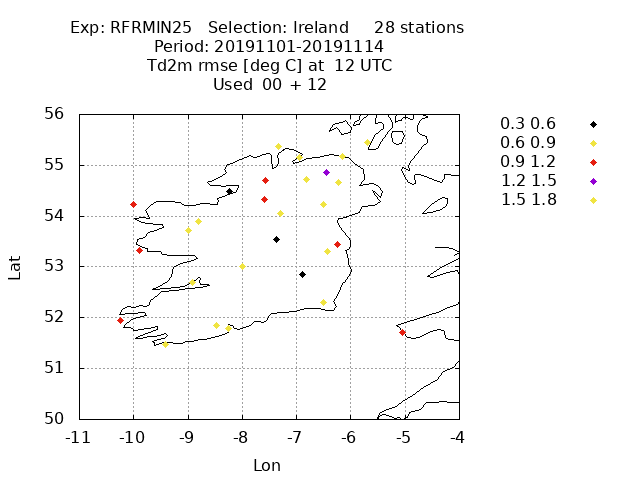 Exp: RFRMIN25   Selection: Ireland     28 stations
Period: 20191101-20191114
Td2m rmse [deg C] at  12 UTC
Used  00 + 12
0.3 0.6
0.6 0.9
0.9 1.2
1.2 1.5
1.5 1.8
56
55
54
53
52
51
50
Lat
-11 -10 -9 -8 -7 -6 -5 -4
Lon